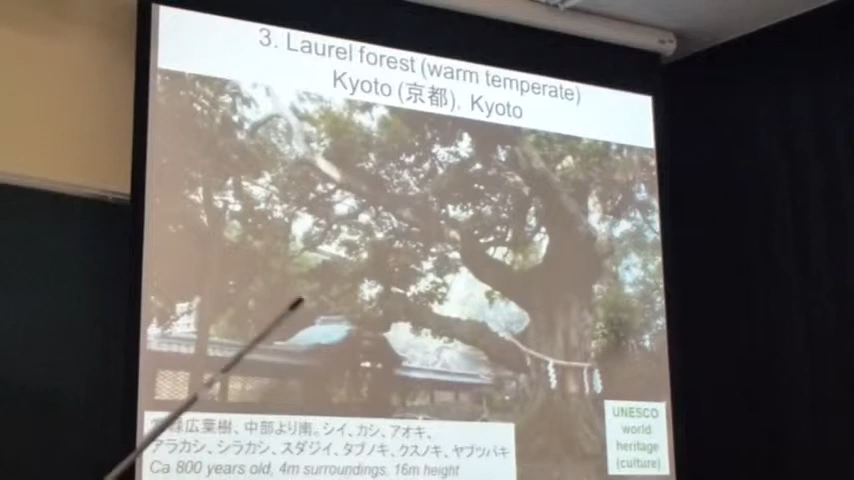 3. Laurel forest (warm temperate)
Kyoto (京都), Kyoto
緑広葉樹、中部より南。シイ、カシ、アオキ、
アラカシ、シラカシ、スダジイ、タブノキ、クスノキ、ヤブツバキ
Ca 800 years old, 4m surroundings, 16m height
UNESCO
world
heritage
(culture)